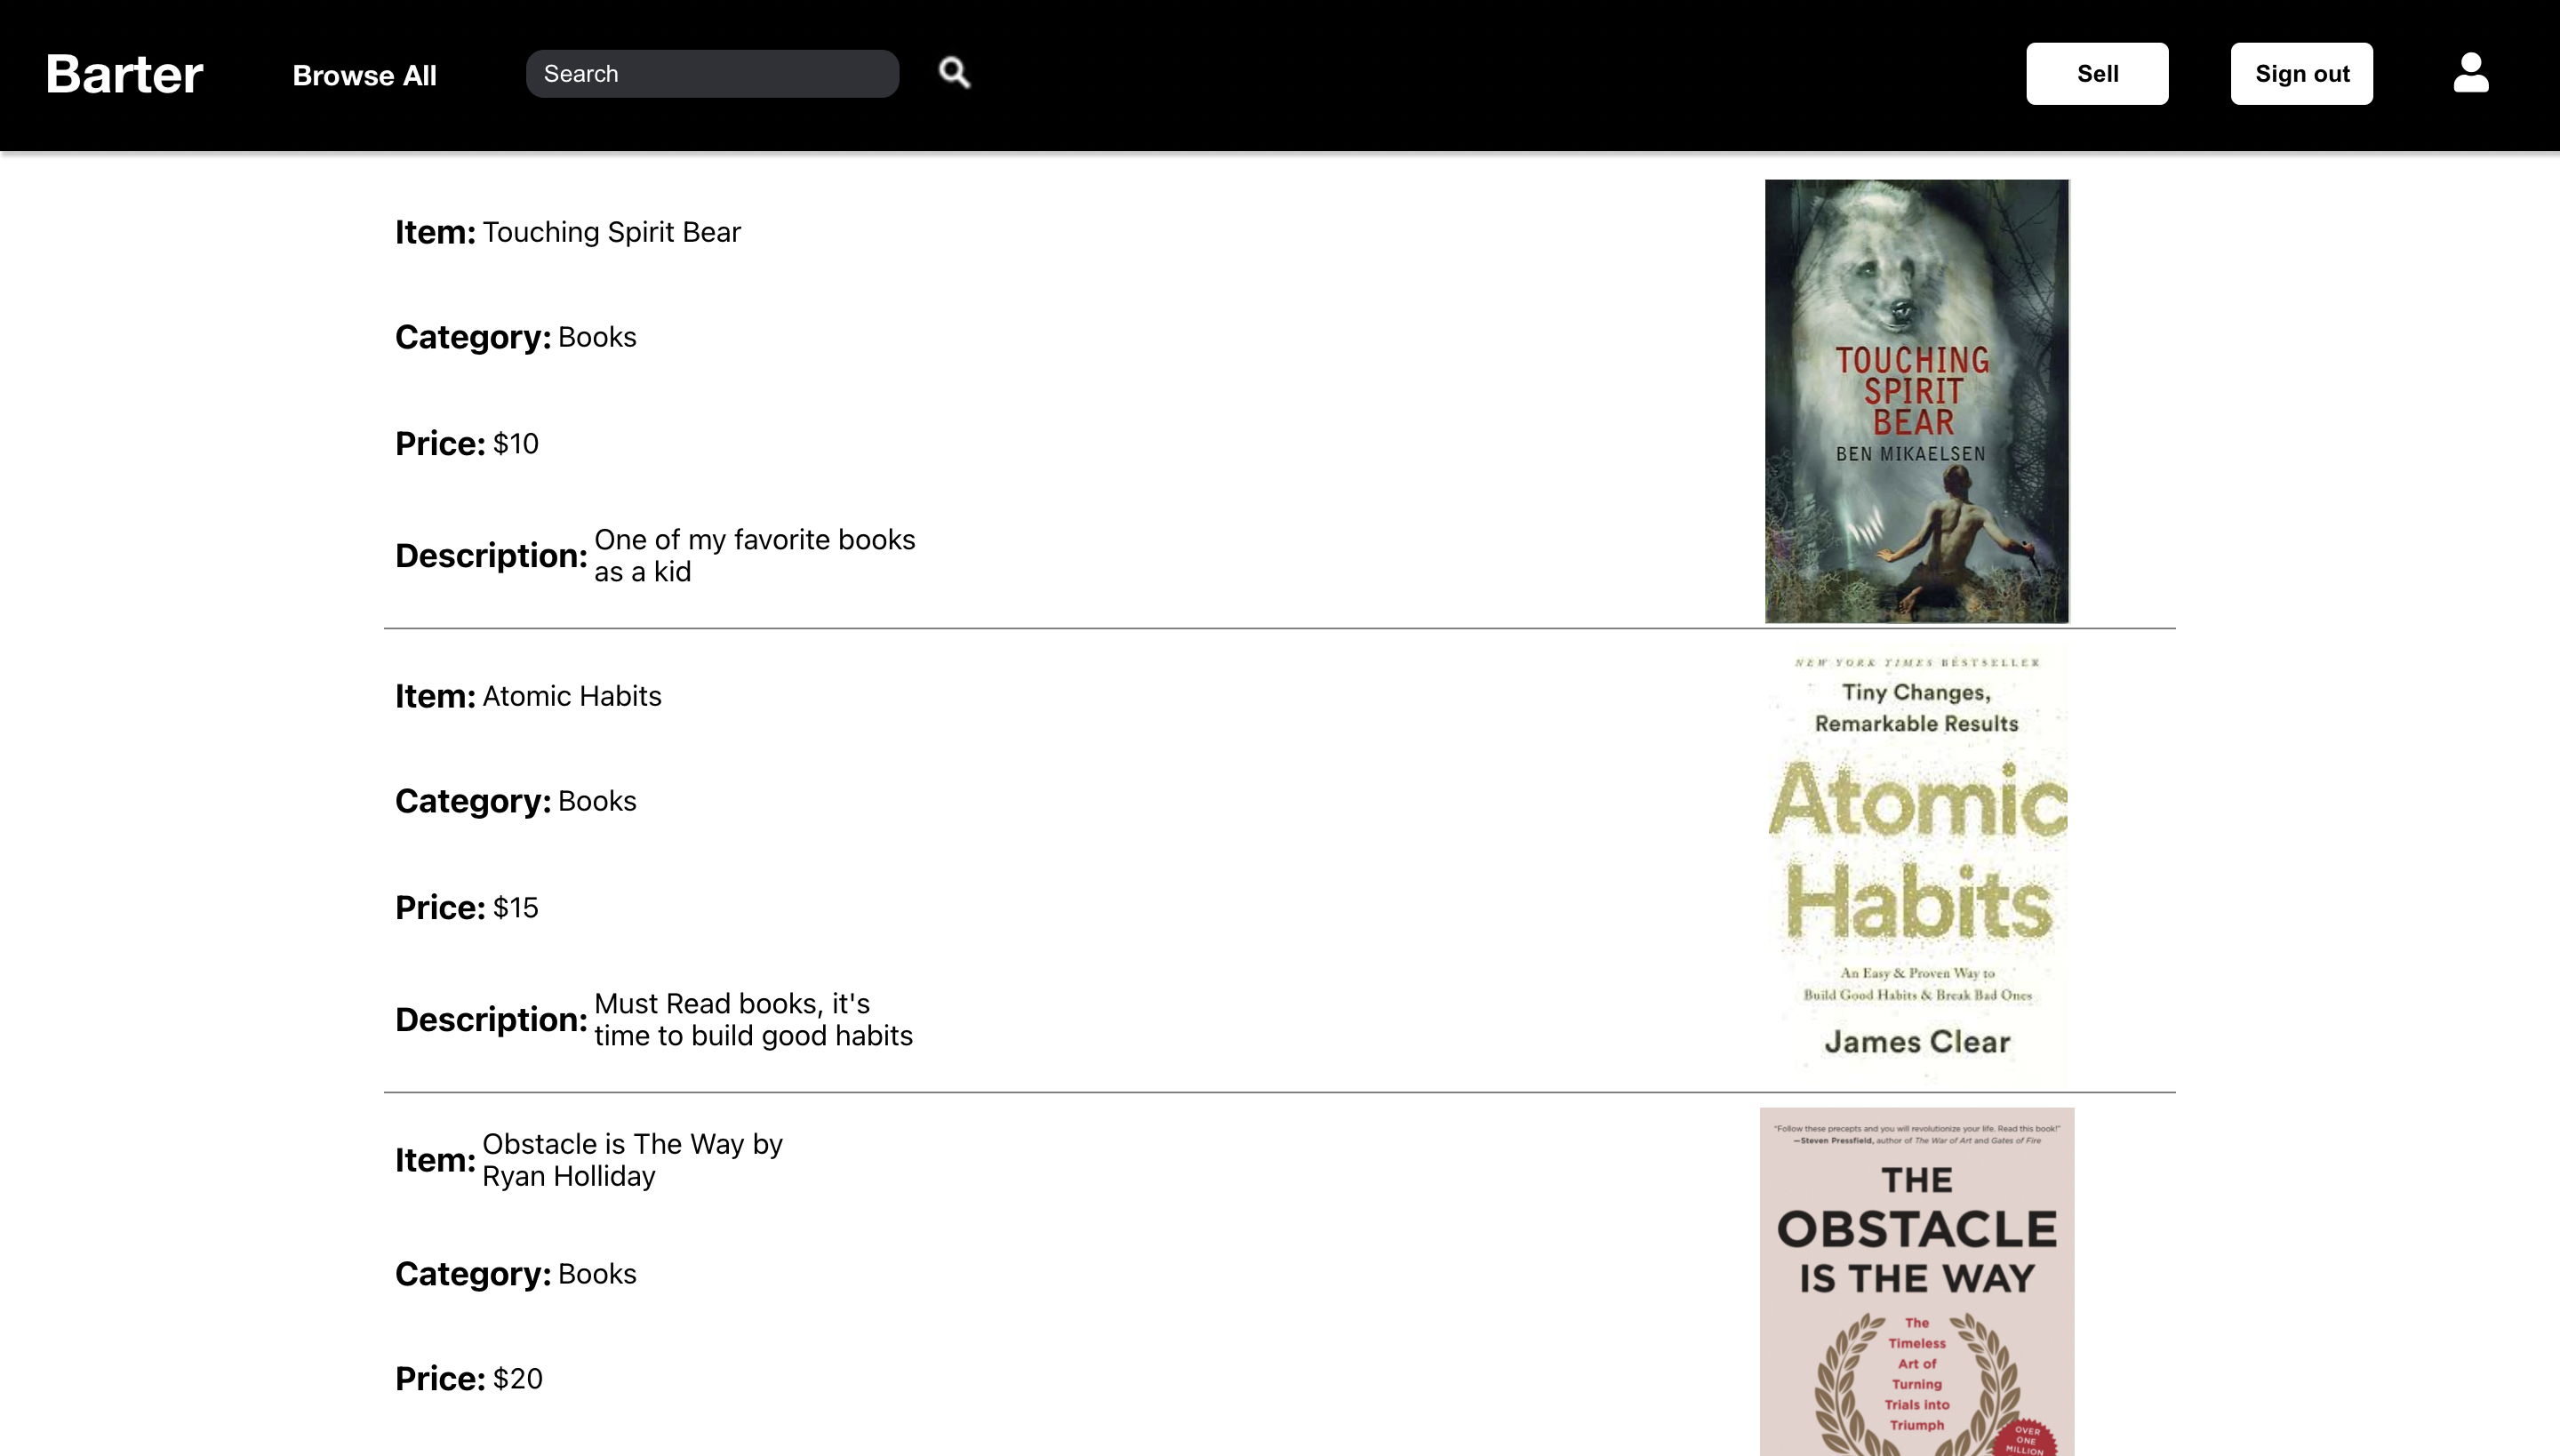 Barter
Browse All
Search
Sell
Sign out
Item: Touching Spirit Bear
Category: Books
Price: $10
Description: One of my favorite books
as a kid
TOUCHING
SPIRIT
BEAR
BEN MIKAELSEN
Item: Atomic Habits
Category: Books
Price: $15
Description: Must Read books, it's
time to build good habits
NEW YORK TIMES BESTSELLER
Tiny Changes,
Remarkable Results
Atomic
Habits
An Easy & Proven Way to
Build Good Habits & Break Bad Ones
James Clear
Item: Obstacle is The Way by
Ryan Holliday
Category: Books
Price: $20
"Follow these precepts and you will revolutionize your life. Read this book!"
—Steven Pressfield, author of The War of Art and Gates of Fire
THE
OBSTACLE
IS THE WAY
The
Timeless
Art of
Turning
Trials into
Triumph
OVER
ONE
MILLION